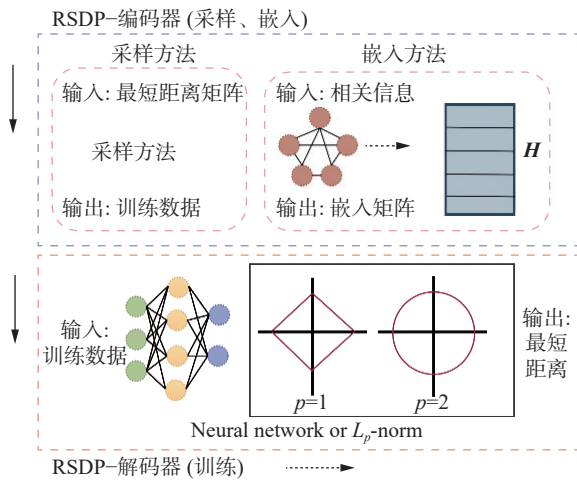 RSDP−编码器 (采样、嵌入)
采样方法
输入: 最短距离矩阵
采样方法
输出: 训练数据
嵌入方法
输入: 相关信息
H
输出: 嵌入矩阵
输入:
训练数据
p=1
p=2
输出:
最短
距离
Neural network or Lp-norm
RSDP−解码器 (训练)